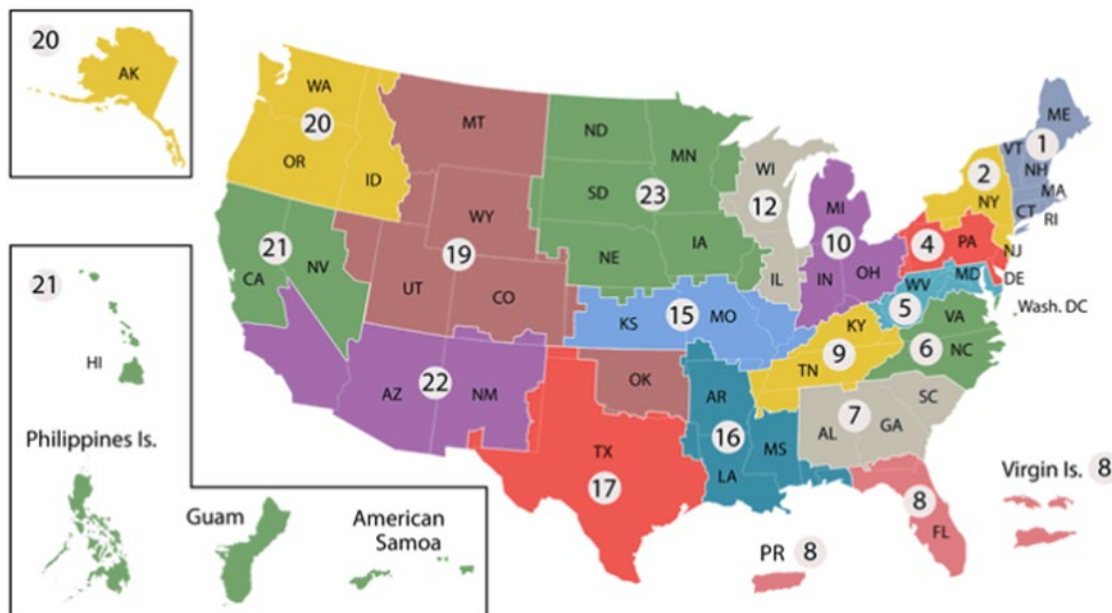 20
AK
WA
20
OR
ID
MT
ND
MN
SD
23
WI
12
MI
10
ME
VT
1
NH
MA
CT
RI
2
NY
4
PA
NJ
DE
MD
WV
5
Wash. DC
VA
6
NC
21
CA
NV
WY
19
UT
CO
NE
IA
IL
IN
OH
KS
15
MO
KY
9
TN
22
AZ
NM
OK
AR
16
LA
MS
7
AL
GA
SC
TX
17
8
FL
Virgin Is. 8
PR 8
21
HI
Philippines Is.
Guam
American
Samoa